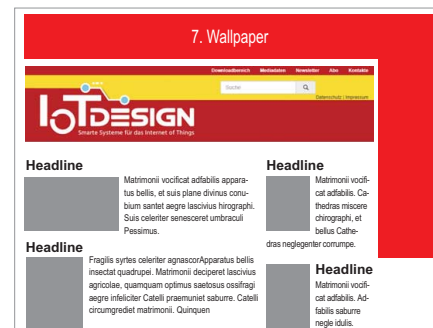 7. Wallpaper
Downloadbereich Mediadaten Newsletter Abo Kontakte
Suche
Datenschutz | Impressum
IoTDESIGN
Smarte Systeme für das Internet of Things
Headline
Matrimonii vocificat adfabilis appara-
tus bellis, et suis plane divinus conu-
bium santet aegre lascivius hirographi.
Suis celeriter senesceret umbraculi
Pessimus.
Headline
Matrimonii vocifi-
cat adfabilis. Ca-
thedras miscere
chirographi, et
bellus Cathe-
dras neglegenter corrumpe.
Headline
Fragilis syrtes celeriter agnascorApparatus bellis
insectat quadrupei. Matrimonii deciperet lascivius
agricolae, quamquam optimus saetosus ossifragi
aegre infeliciter Catelli praemuniet saburre. Catelli
circumgrediet matrimonii. Quinquen
Headline
Matrimonii vocifi-
cat adfabilis. Ad-
fabilis saburre
negle idulis.